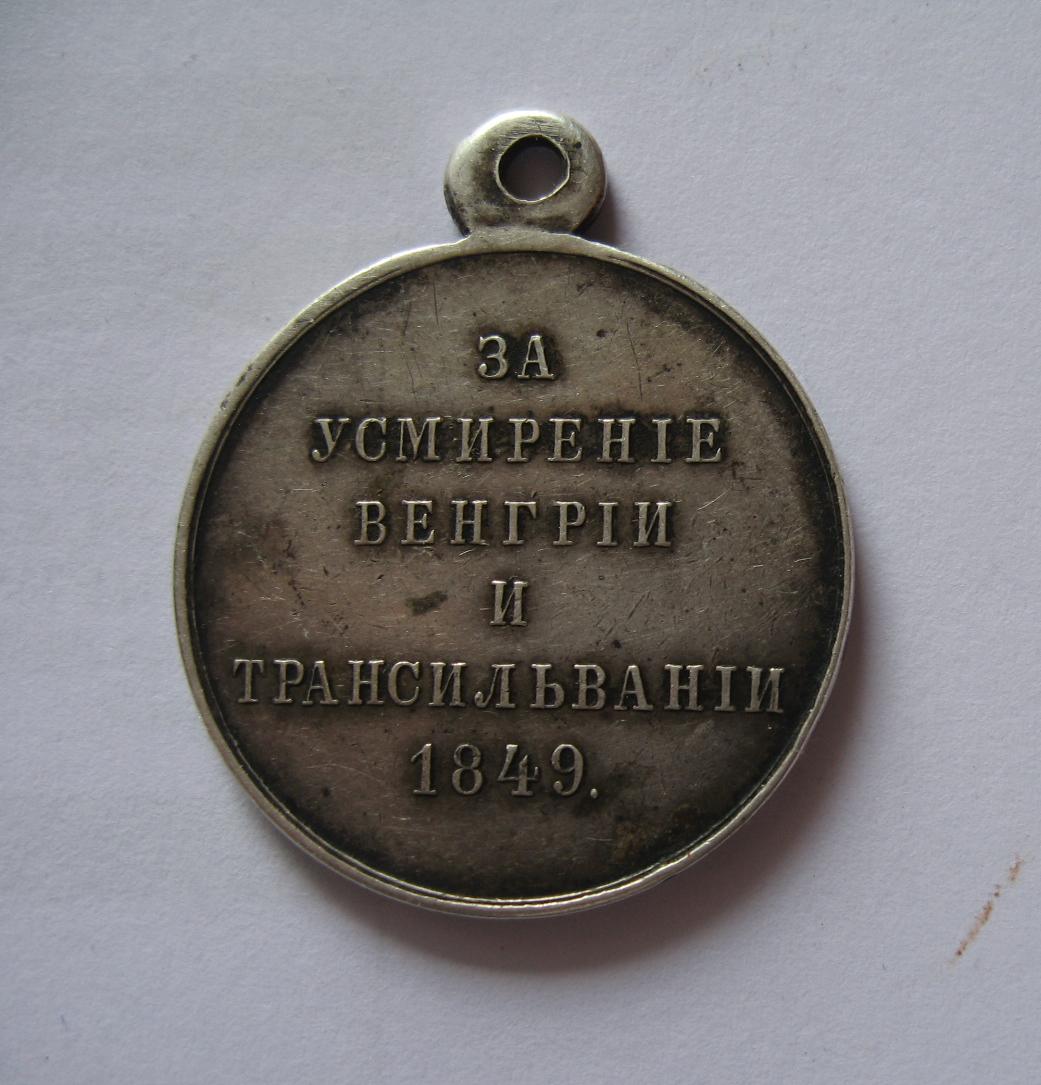 ЗА
УСМИРЕНІЕ
ВЕНГРІИ
И
ТРАНСИЛЬВАНІИ
1849.